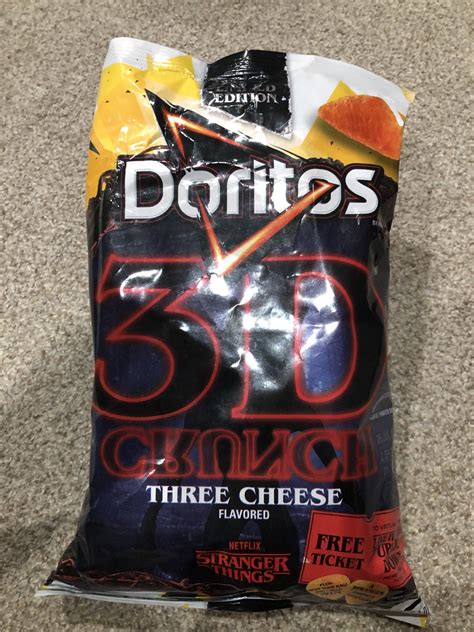 EDITION
Doritos
3D
CRUNCH
THREE CHEESE
FLAVORED
NETFLIX
STRANGER
THINGS
FREE
TICKET